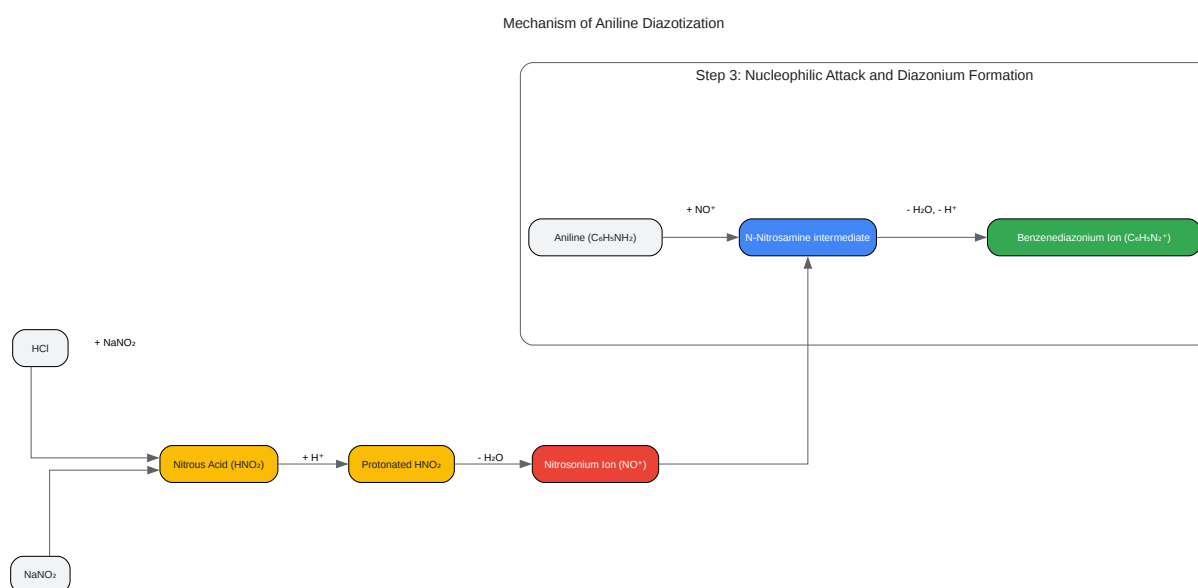 Mechanism of Aniline Diazotization
Step 3: Nucleophilic Attack and Diazonium Formation
+ NO⁺
- H₂O, - H⁺
Aniline (C₆H₅NH₂)
N-Nitrosamine intermediate
Benzenediazonium Ion (C₆H₅N₂⁺)
HCl
+ NaNO₂
Nitrous Acid (HNO₂)
+ H⁺
Protonated HNO₂
- H₂O
Nitrosonium Ion (NO⁺)
NaNO₂